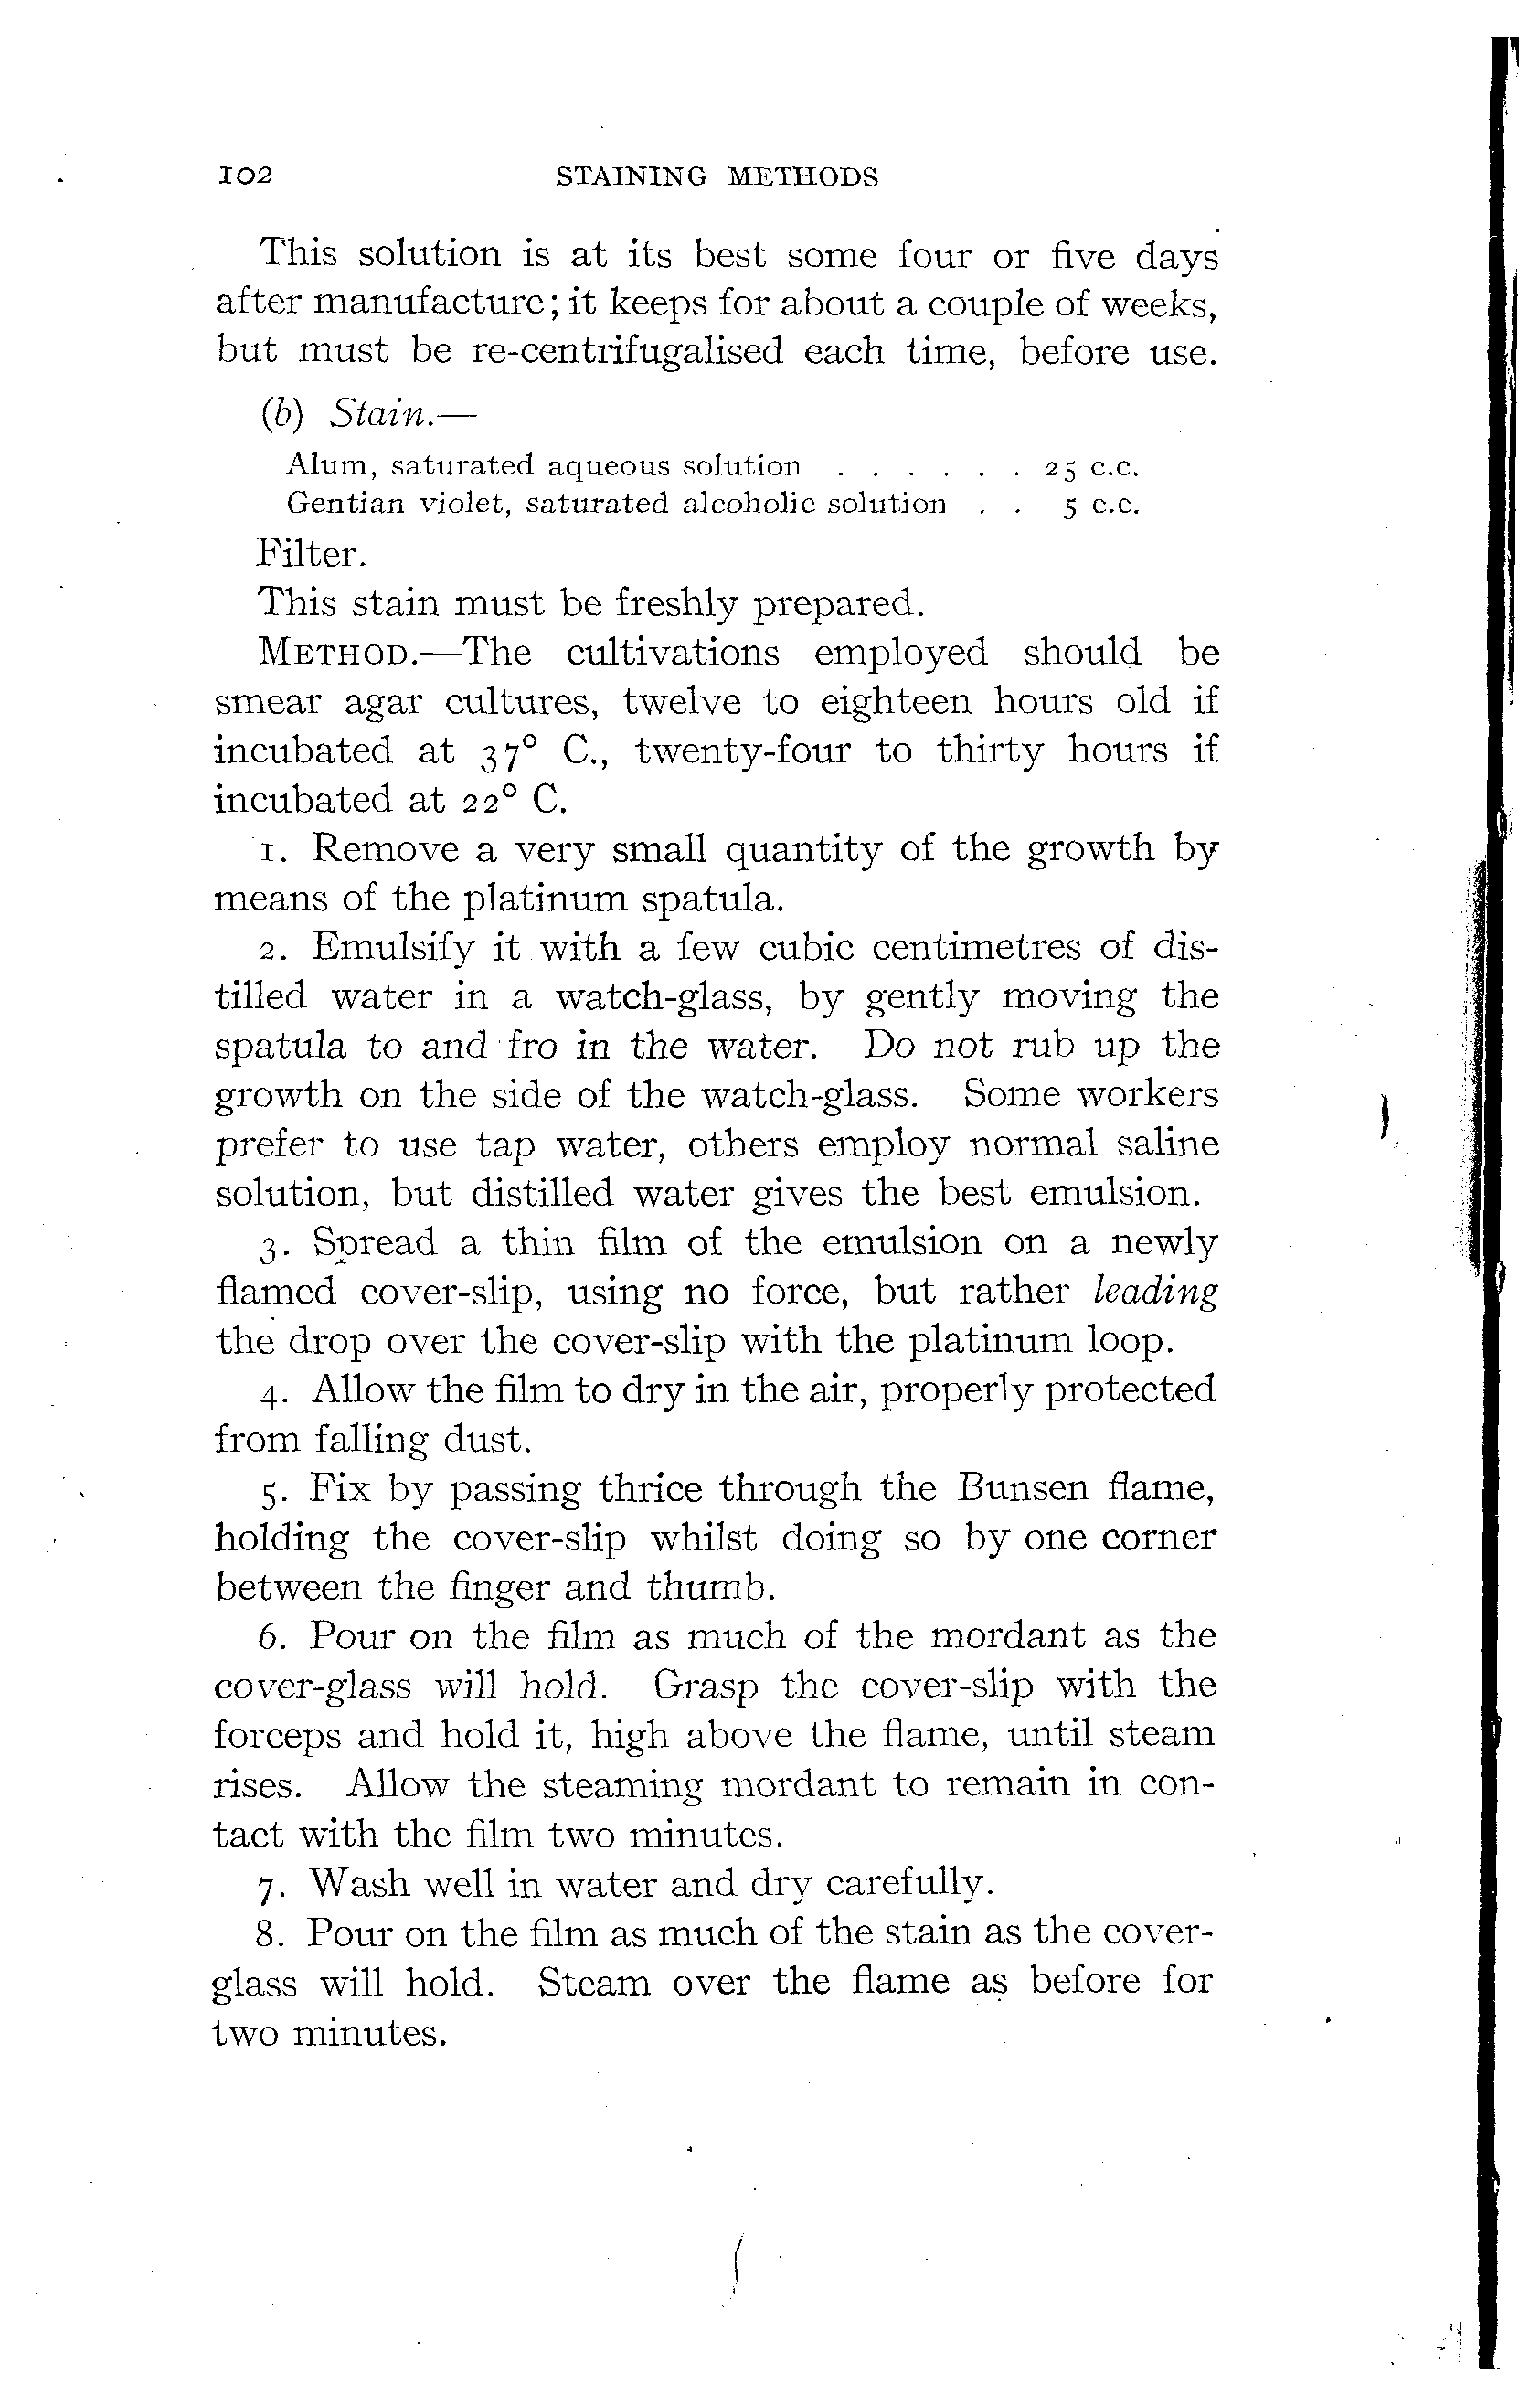 102 STAINING METHODS
This solution is at its best some four or five days
after manufacture; it keeps for about a couple of weeks,
but must be re-centrifugalised each time, before use.
(b) Stain.—
Alum, saturated aqueous solution . . . . . . 25 c.c.
Gentian violet, saturated alcoholic solution . . 5 c.c.
Filter.
This stain must be freshly prepared.
METHOD.—The cultivations employed should be
smear agar cultures, twelve to eighteen hours old if
incubated at 37° C., twenty-four to thirty hours if
incubated at 22° C.
1. Remove a very small quantity of the growth by
means of the platinum spatula.
2. Emulsify it with a few cubic centimetres of dis-
tilled water in a watch-glass, by gently moving the
spatula to and fro in the water. Do not rub up the
growth on the side of the watch-glass. Some workers
prefer to use tap water, others employ normal saline
solution, but distilled water gives the best emulsion.
3. Spread a thin film of the emulsion on a newly
flamed cover-slip, using no force, but rather leading
the drop over the cover-slip with the platinum loop.
4. Allow the film to dry in the air, properly protected
from falling dust.
5. Fix by passing thrice through the Bunsen flame,
holding the cover-slip whilst doing so by one corner
between the finger and thumb.
6. Pour on the film as much of the mordant as the
cover-glass will hold. Grasp the cover-slip with the
forceps and hold it, high above the flame, until steam
rises. Allow the steaming mordant to remain in con-
tact with the film two minutes.
7. Wash well in water and dry carefully.
8. Pour on the film as much of the stain as the cover-
glass will hold. Steam over the flame as before for
two minutes.